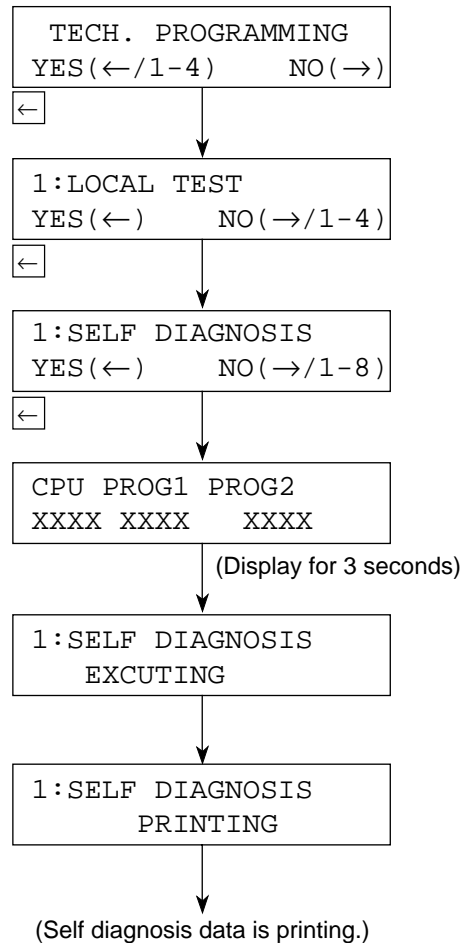 TECH. PROGRAMMING
YES(←/1-4) NO(→)
←
1:LOCAL TEST
YES(←) NO(→/1-4)
←
1:SELF DIAGNOSIS
YES(←) NO(→/1-8)
←
CPU PROG1 PROG2
XXXX XXXX XXXX
(Display for 3 seconds)
1:SELF DIAGNOSIS
EXCUTING
1:SELF DIAGNOSIS
PRINTING
(Self diagnosis data is printing.)